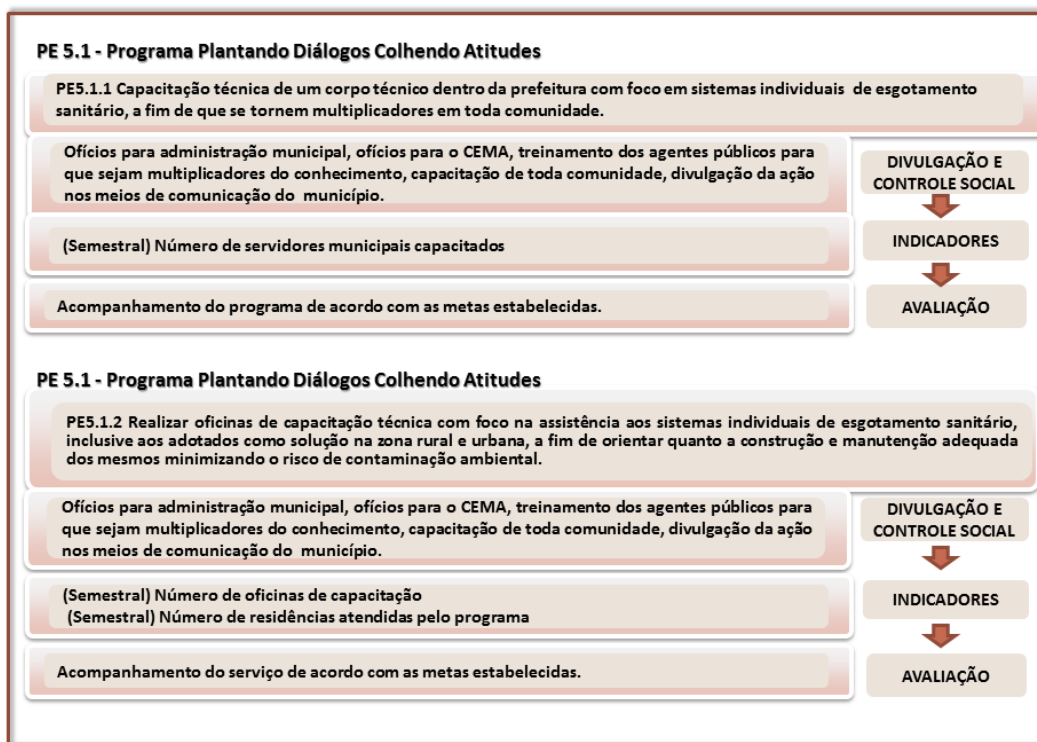 PE 5.1 - Programa Plantando Diálogos Colhendo Atitudes
PE5.1.1 Capacitação técnica de um corpo técnico dentro da prefeitura com foco em sistemas individuais de esgotamento
sanitário, a fim de que se tornem multiplicadores em toda comunidade.
Ofícios para administração municipal, ofícios para o CEMA, treinamento dos agentes públicos para
que sejam multiplicadores do conhecimento, capacitação de toda comunidade, divulgação da ação
nos meios de comunicação do município.
DIVULGAÇÃO E
CONTROLE SOCIAL
(Semestral) Número de servidores municipais capacitados
INDICADORES
Acompanhamento do programa de acordo com as metas estabelecidas.
AVALIAÇÃO
PE 5.1 - Programa Plantando Diálogos Colhendo Atitudes
PE5.1.2 Realizar oficinas de capacitação técnica com foco na assistência aos sistemas individuais de esgotamento sanitário,
inclusive aos adotados como solução na zona rural e urbana, a fim de orientar quanto a construção e manutenção adequada
dos mesmos minimizando o risco de contaminação ambiental.
Ofícios para administração municipal, ofícios para o CEMA, treinamento dos agentes públicos para
que sejam multiplicadores do conhecimento, capacitação de toda comunidade, divulgação da ação
nos meios de comunicação do município.
DIVULGAÇÃO E
CONTROLE SOCIAL
(Semestral) Número de oficinas de capacitação
(Semestral) Número de residências atendidas pelo programa
INDICADORES
Acompanhamento do serviço de acordo com as metas estabelecidas.
AVALIAÇÃO